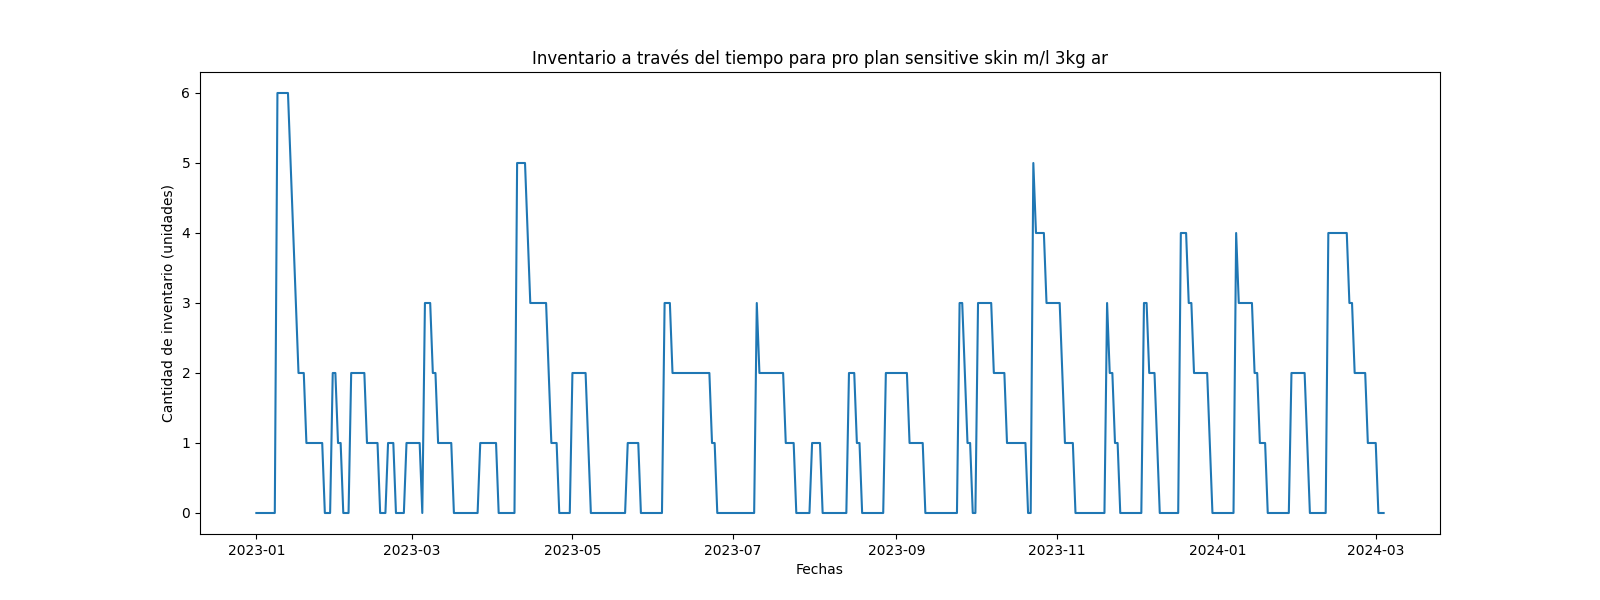 Inventario a través del tiempo para pro plan sensitive skin m/l 3kg ar
Cantidad de inventario (unidades)
6
5
4
3
2
1
0
2023-01 2023-03 2023-05 2023-07 2023-09 2023-11 2024-01 2024-03
Fechas